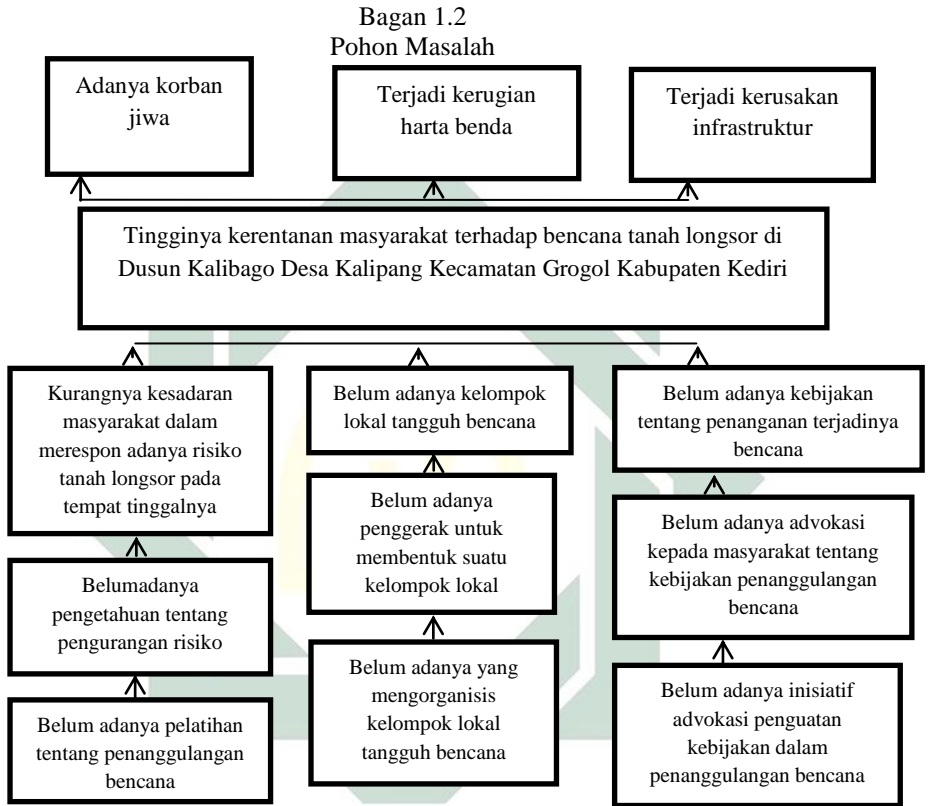 Bagan 1.2
Pohon Masalah
Adanya korban
jiwa
Terjadi kerugian
harta benda
Terjadi kerusakan
infrastruktur
Tingginya kerentanan masyarakat terhadap bencana tanah longsor di
Dusun Kalibago Desa Kalipang Kecamatan Grogol Kabupaten Kediri
Kurangnya kesadaran
masyarakat dalam
merespon adanya risiko
tanah longsor pada
tempat tinggalnya
Belum adanya kelompok
lokal tangguh bencana
Belum adanya kebijakan
tentang penanganan terjadinya
bencana
Belumadanya
pengetahuan tentang
pengurangan risiko
Belum adanya
penggerak untuk
membentuk suatu
kelompok lokal
Belum adanya advokasi
kepada masyarakat tentang
kebijakan penanggulangan
bencana
Belum adanya pelatihan
tentang penanggulangan
bencana
Belum adanya yang
mengorganisis
kelompok lokal
tangguh bencana
Belum adanya inisiatif
advokasi penguatan
kebijakan dalam
penanggulangan bencana